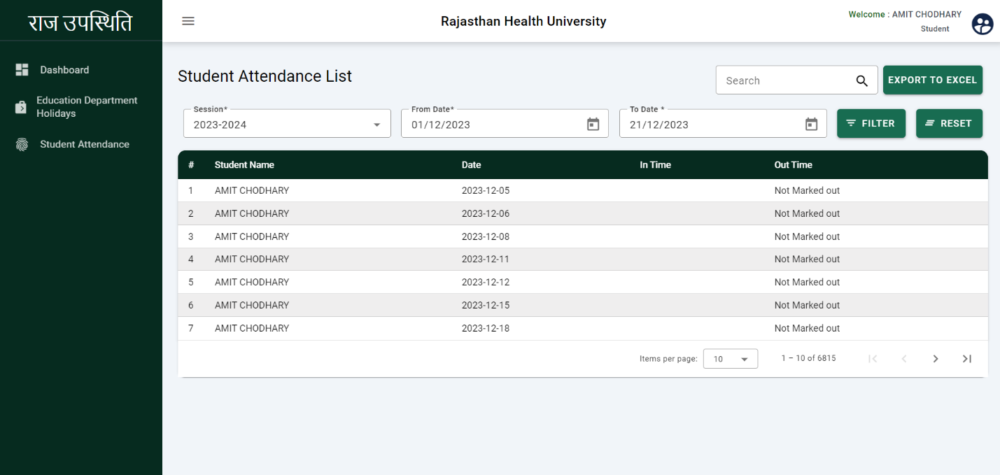 राज उपस्थिति
Rajasthan Health University
Welcome : AMIT CHODHARY
Student
Dashboard
Education Department
Holidays
Student Attendance
Student Attendance List
Search
EXPORT TO EXCEL
Session*
2023-2024
From Date*
01/12/2023
To Date *
21/12/2023
FILTER
RESET
# Student Name Date In Time Out Time
1 AMIT CHODHARY 2023-12-05 Not Marked out
2 AMIT CHODHARY 2023-12-06 Not Marked out
3 AMIT CHODHARY 2023-12-08 Not Marked out
4 AMIT CHODHARY 2023-12-11 Not Marked out
5 AMIT CHODHARY 2023-12-12 Not Marked out
6 AMIT CHODHARY 2023-12-15 Not Marked out
7 AMIT CHODHARY 2023-12-18 Not Marked out
Items per page: 10 1 – 10 of 6815